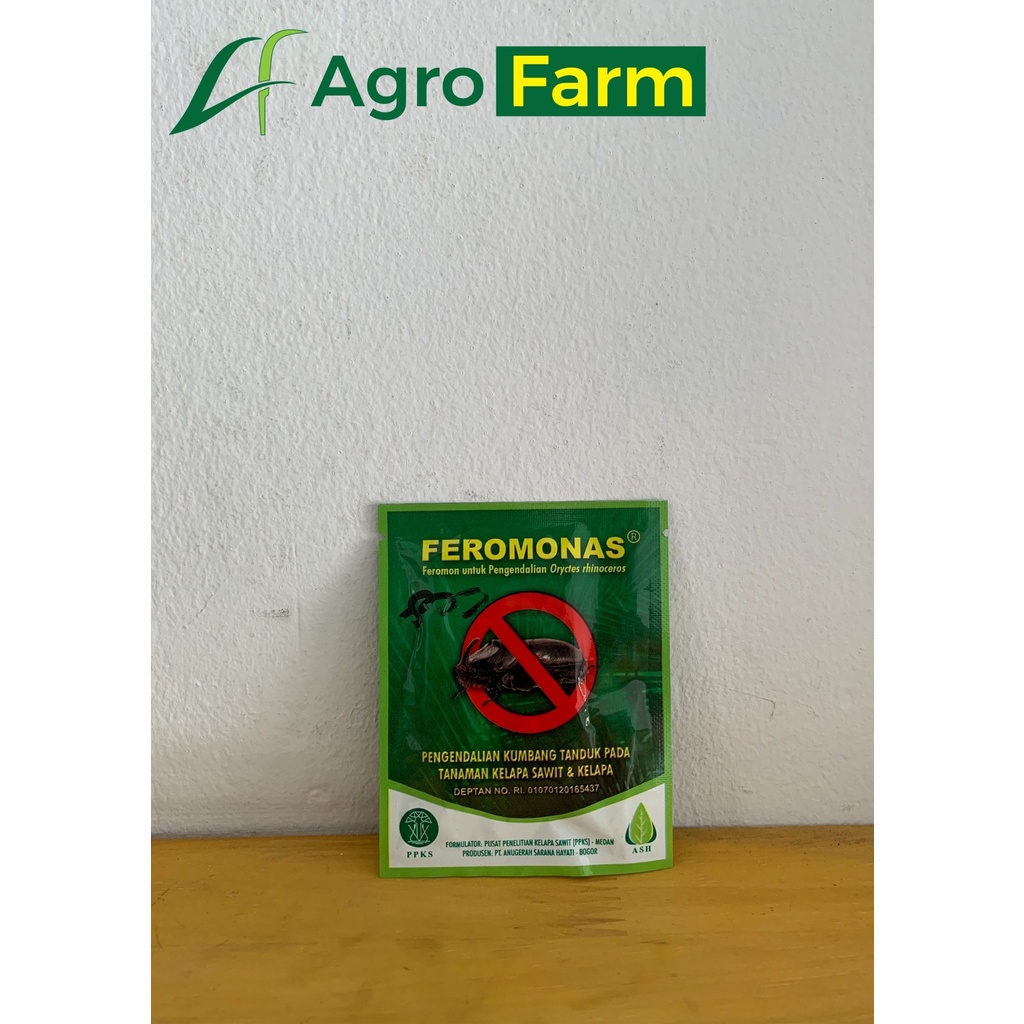 Agro Farm
FEROMONAS®
Feromon untuk Pengendalian Oryctes rhinoceros
PENGENDALIAN KUMBANG TANDUK PADA
TANAMAN KELAPA SAWIT & KELAPA
DEPTAN NO. RI. 01070120165437
FORMULATOR: PUSAT PENELITIAN KELAPA SAWIT (PPKS) - MEDAN
PRODUSEN: PT. ANUGERAH SARANA HAYATI - BOGOR
PPKS
ASH